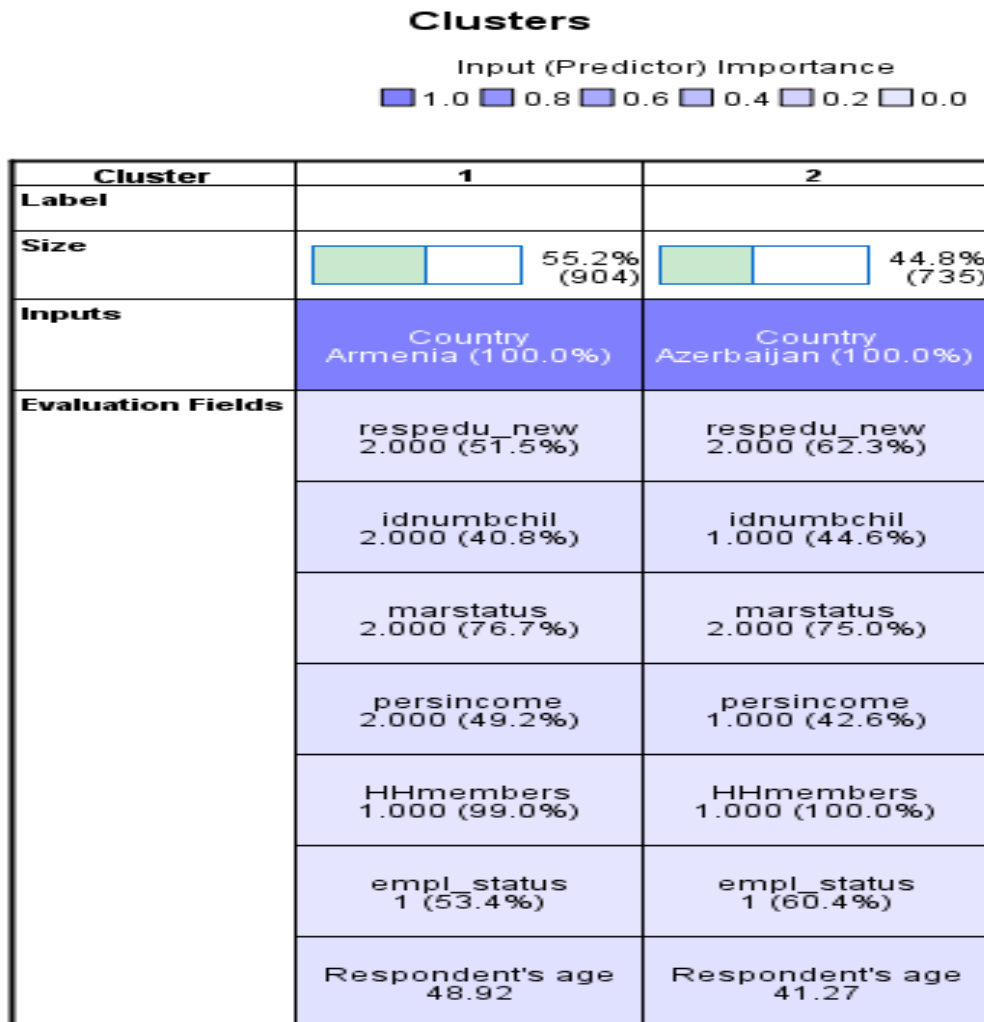 Clusters
Input (Predictor) Importance
1.0 0.8 0.6 0.4 0.2 0.0
Cluster 1 2
Label
Size 55.2% (904) 44.8% (735)
Inputs
Country Country
Armenia (100.0%) Azerbaijan (100.0%)
Evaluation Fields
respedu_new respedu_new
2.000 (51.5%) 2.000 (62.3%)
idnumbchil idnumbchil
2.000 (40.8%) 1.000 (44.6%)
marstatus marstatus
2.000 (76.7%) 2.000 (75.0%)
persincome persincome
2.000 (49.2%) 1.000 (42.6%)
HHmembers HHmembers
1.000 (99.0%) 1.000 (100.0%)
empl_status empl_status
1 (53.4%) 1 (60.4%)
Respondent's age Respondent's age
48.92 41.27